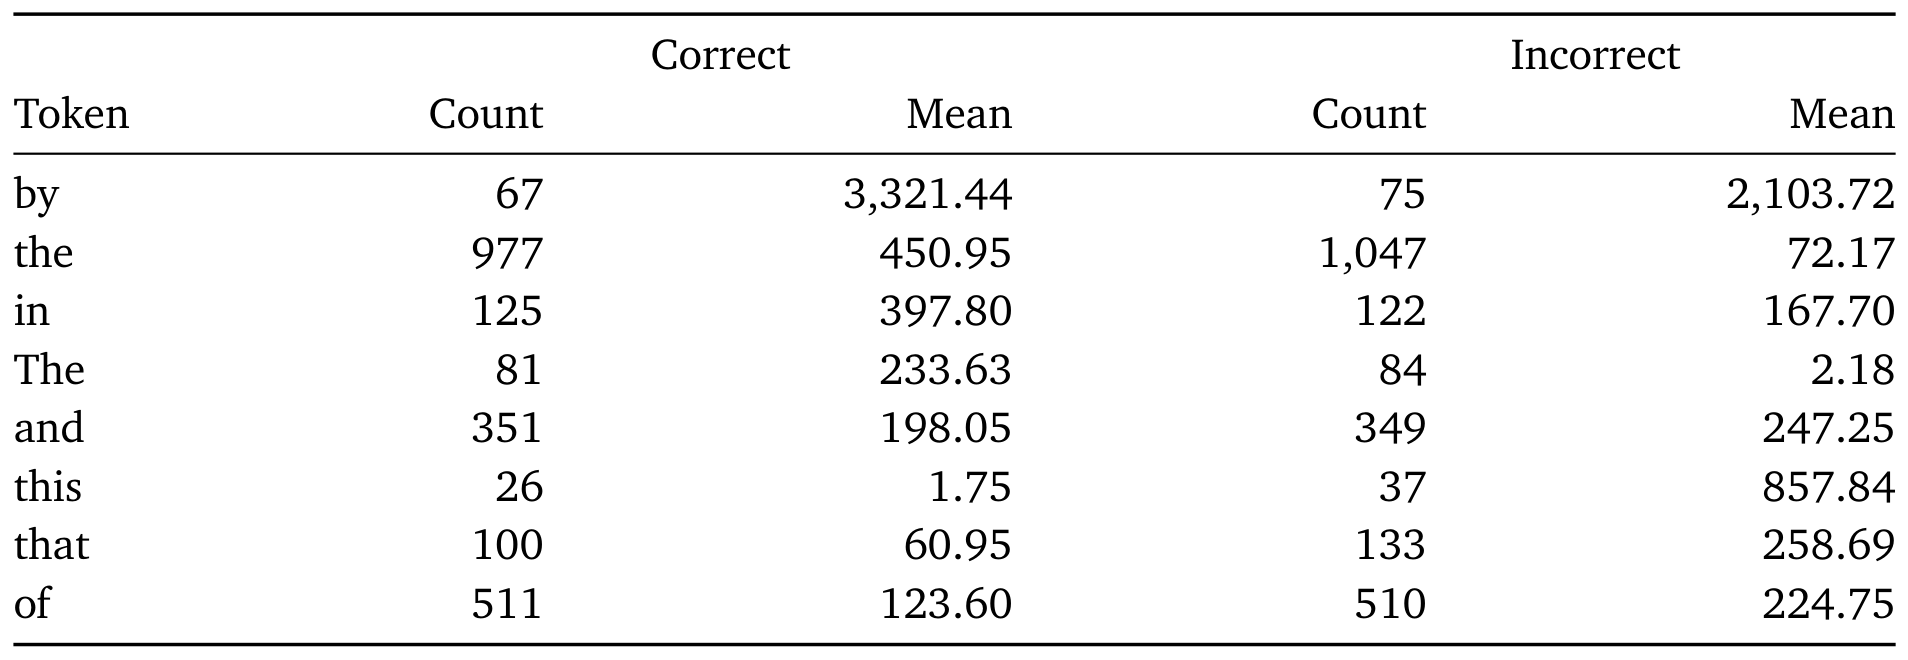 Correct Incorrect
Token Count Mean Count Mean
by 67 3,321.44 75 2,103.72
the 977 450.95 1,047 72.17
in 125 397.80 122 167.70
The 81 233.63 84 2.18
and 351 198.05 349 247.25
this 26 1.75 37 857.84
that 100 60.95 133 258.69
of 511 123.60 510 224.75